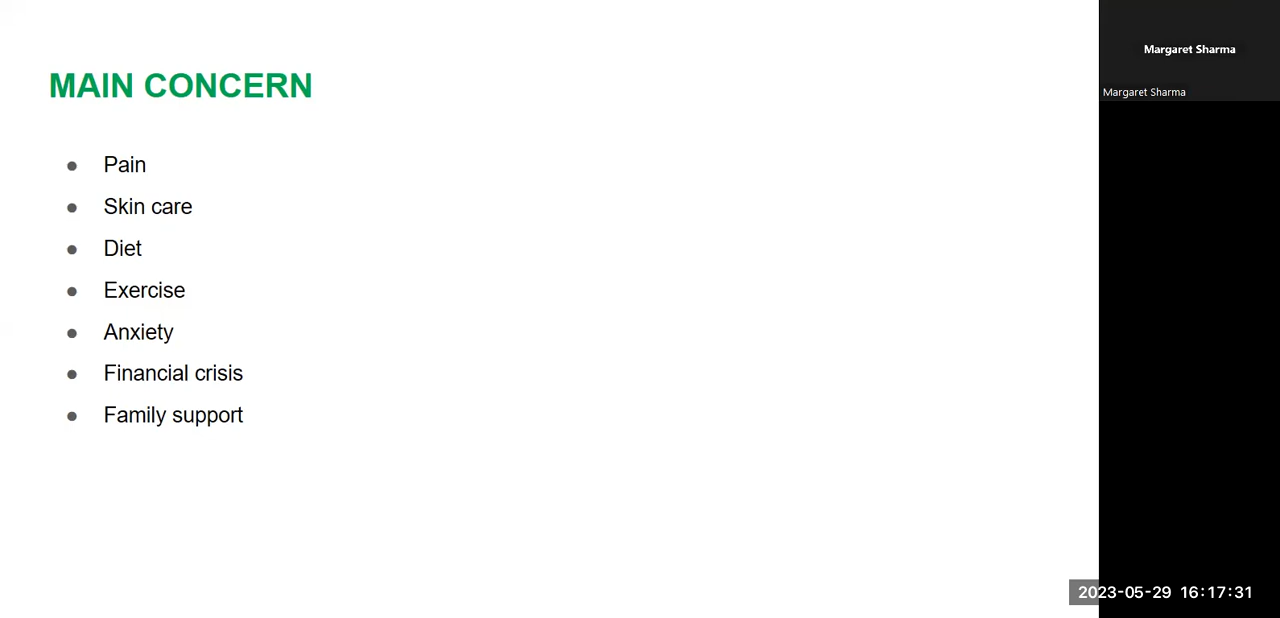 MAIN CONCERN
Pain
Skin care
Diet
Exercise
Anxiety
Financial crisis
Family support
Margaret Sharma
Margaret Sharma
2023-05-29 16:17:31